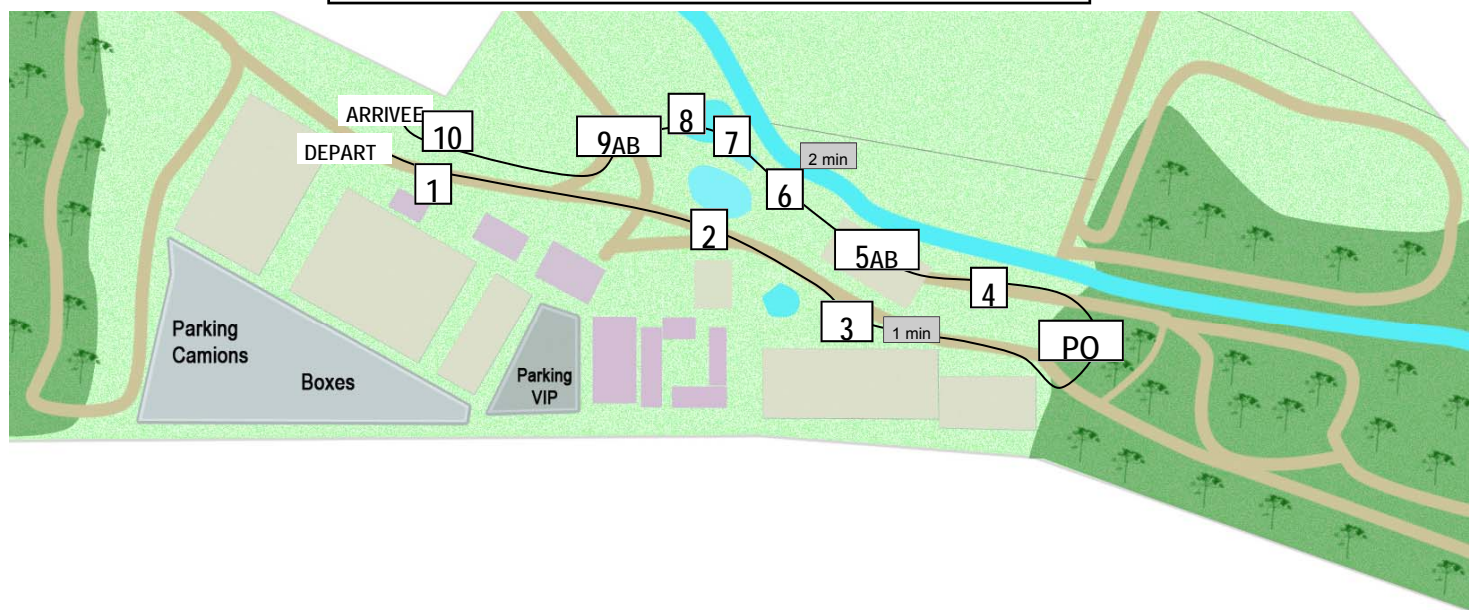 ARRIVEE
10
DEPART
1
9AB
8
7
2 min
6
2
5AB
4
3
1 min
PO
Parking
Camions
Boxes
Parking
VIP